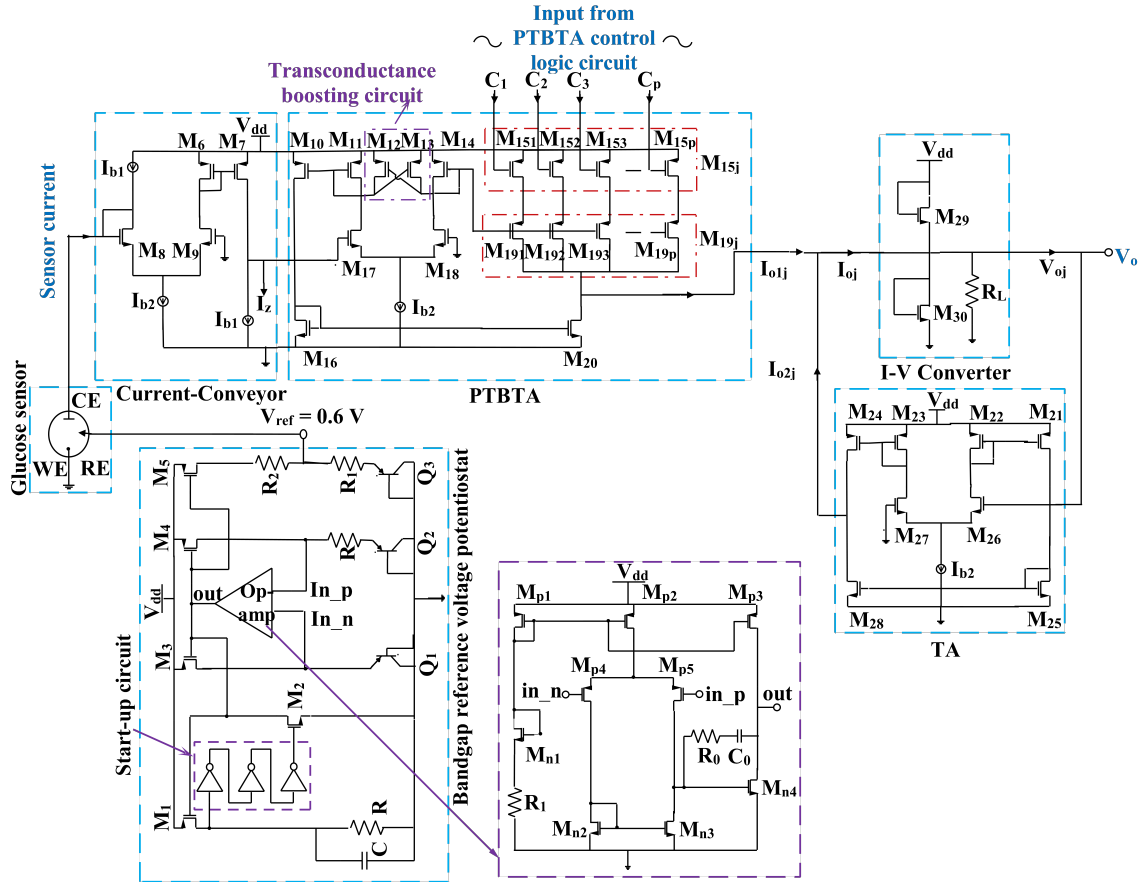 Input from
PTBTA control
logic circuit
Transconductance
boosting circuit
C1 C2 C3 Cp
Vdd
M6 M7 M10 M11 M12 M13 M14 M151 M152 M153 M15p
M15j
Ib1
M8 M9
M17 M18
M191 M192 M193 M19p
M19j
Sensor current
Ib2 Ib1 Iz Ib2
M16 M20
Io1j Ioj
Vdd
M29
M30
RL
Voj Vo
I-V Converter
Io2j
Current-Conveyor
PTBTA
Glucose sensor
CE
WE RE
Vref = 0.6 V
M5 R2 R1 Q3
M4 R Q2
Vdd
out Op-
amp
In_p
In_n
M3 Q1
M2
Start-up circuit
M1 R
C
Bandgap reference voltage potentiostat
Vdd
Mp1 Mp2 Mp3
Mp4 Mp5
in_n in_p out
Mn1
R0 C0
R1
Mn4
Mn2 Mn3
Vdd
M24 M23 M22 M21
M27 M26
Ib2
M28 M25
TA